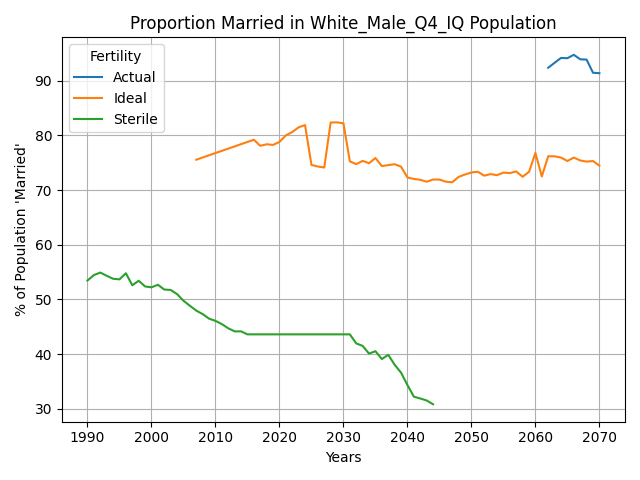 Proportion Married in White_Male_Q4_IQ Population
Fertility
Actual
Ideal
Sterile
% of Population 'Married'
90
80
70
60
50
40
30
1990 2000 2010 2020 2030 2040 2050 2060 2070
Years